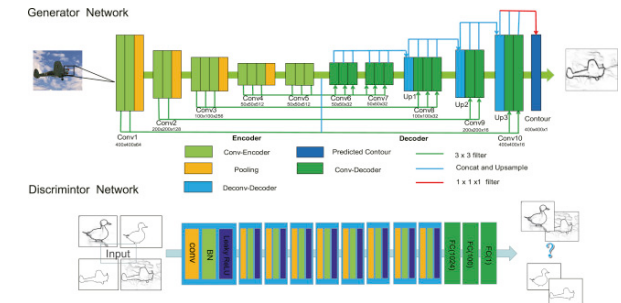 Generator Network
Conv1
400x400x64
Conv2
200x200x128
Conv3
100x100x256
Conv4
50x50x512
Conv5
50x50x512
Conv6
50x50x32
Conv7
50x50x32
Up1
Conv8
100x100x32
Up2
Conv9
200x200x16
Up3
Conv10
400x400x16
Contour
400x400x1
Encoder
Decoder
Conv-Encoder
Pooling
Deconv-Decoder
Predicted Contour
Conv-Decoder
3 x 3 filter
Concat and Upsample
1 x 1 x1 filter
Discrimintor Network
Input
conv
BN
FC(1024)
FC(100)
FC(1)
?